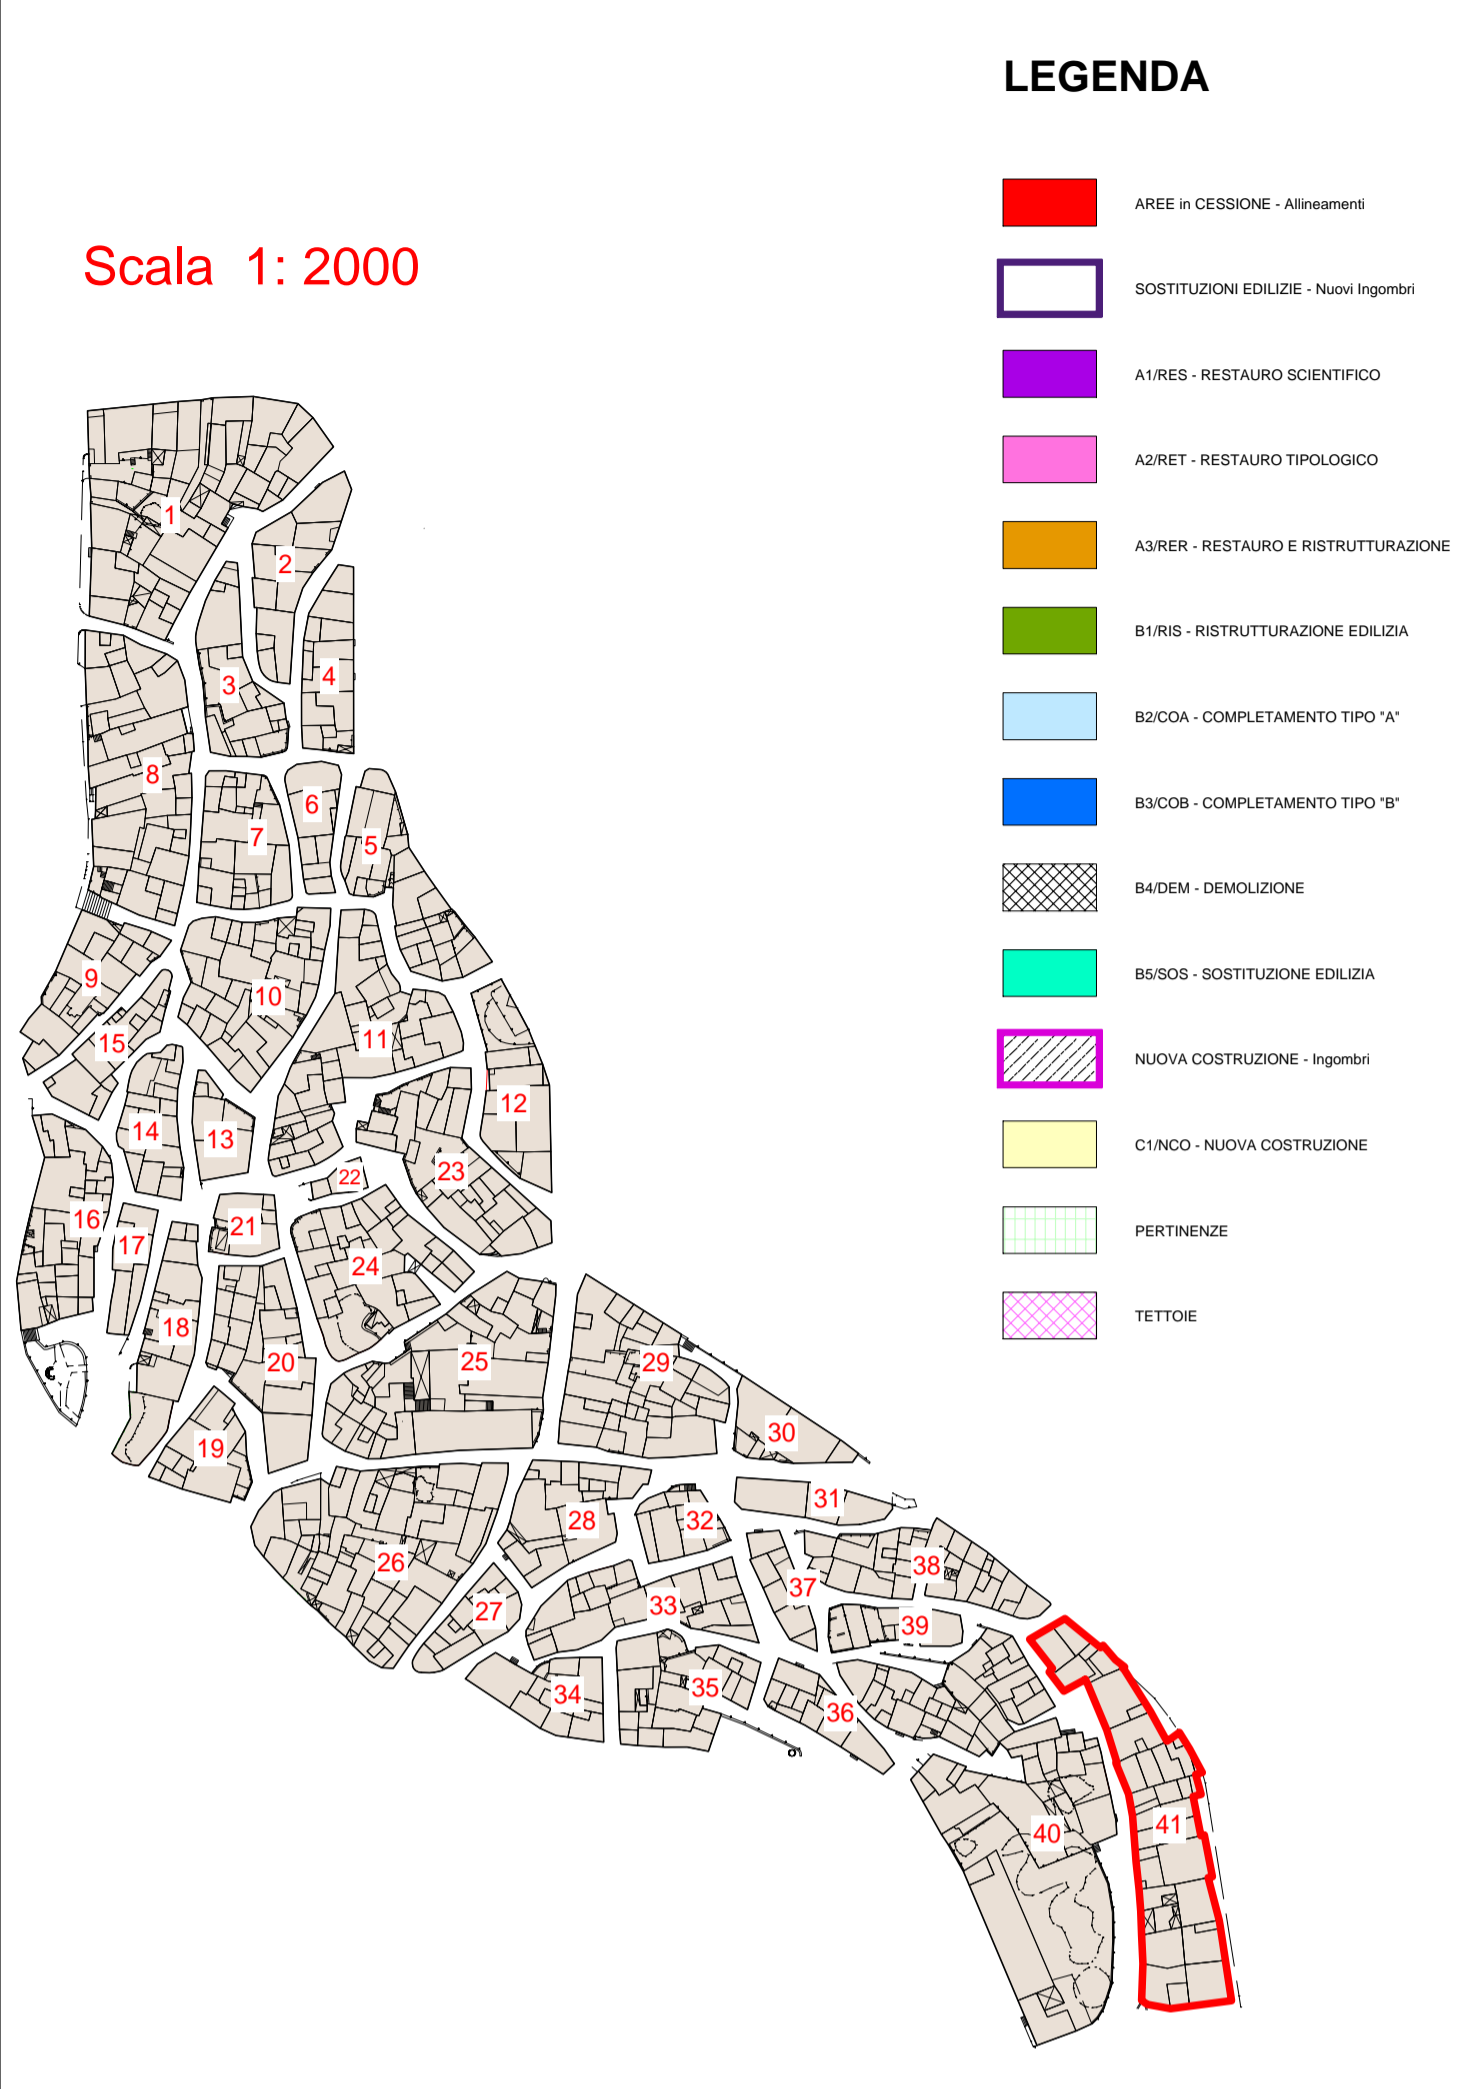 LEGENDA
AREE in CESSIONE - Allineamenti
Scala 1: 2000
SOSTITUZIONI EDILIZIE - Nuovi Ingombri
A1/RES - RESTAURO SCIENTIFICO
A2/RET - RESTAURO TIPOLOGICO
A3/RER - RESTAURO E RISTRUTTURAZIONE
B1/RIS - RISTRUTTURAZIONE EDILIZIA
B2/COA - COMPLETAMENTO TIPO "A"
B3/COB - COMPLETAMENTO TIPO "B"
B4/DEM - DEMOLIZIONE
B5/SOS - SOSTITUZIONE EDILIZIA
NUOVA COSTRUZIONE - Ingombri
C1/NCO - NUOVA COSTRUZIONE
PERTINENZE
TETTOIE
1
2
3
4
8
6
7
5
9
10
15
11
12
14
13
23
22
16
21
17
24
18
20
25
29
19
30
31
28
32
26
38
37
27
33
39
34
35
36
41
40